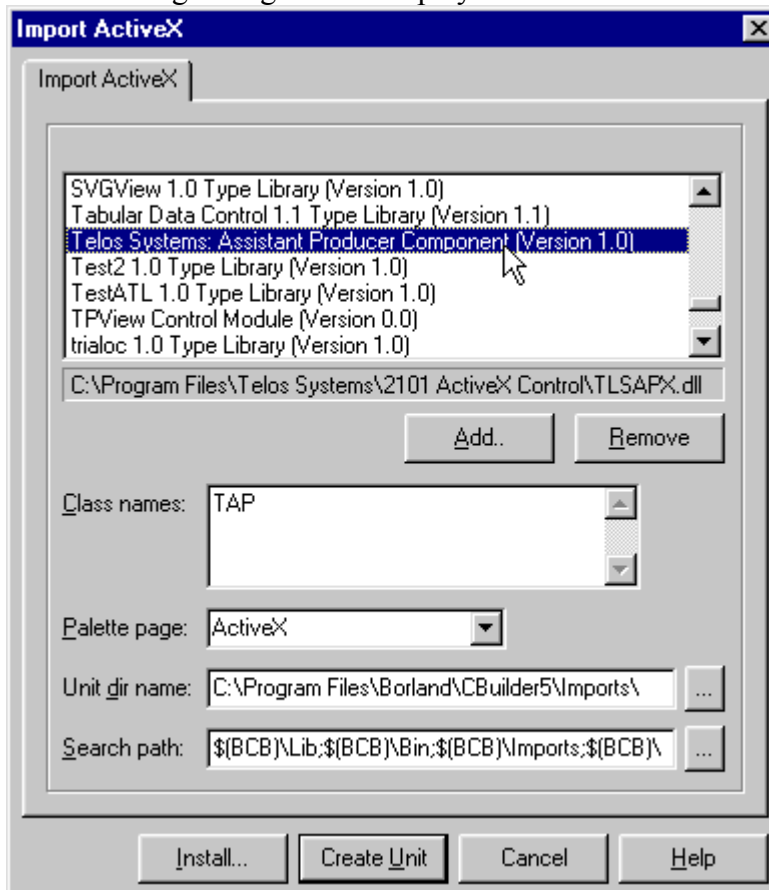 Import ActiveX
Import ActiveX
SVGView 1.0 Type Library (Version 1.0)
Tabular Data Control 1.1 Type Library (Version 1.1)
Telos Systems: Assistant Producer Component (Version 1.0)
Test2 1.0 Type Library (Version 1.0)
TestATL 1.0 Type Library (Version 1.0)
TPView Control Module (Version 0.0)
trialoc 1.0 Type Library (Version 1.0)
C:\Program Files\Telos Systems\2101 ActiveX Control\TLSAPX.dll
Add.. Remove
Class names: TAP
Palette page: ActiveX
Unit dir name: C:\Program Files\Borland\CBuilder5\Imports\ ...
Search path: $(BCB)\Lib;$(BCB)\Bin;$(BCB)\Imports;$(BCB)\ ...
Install... Create Unit Cancel Help